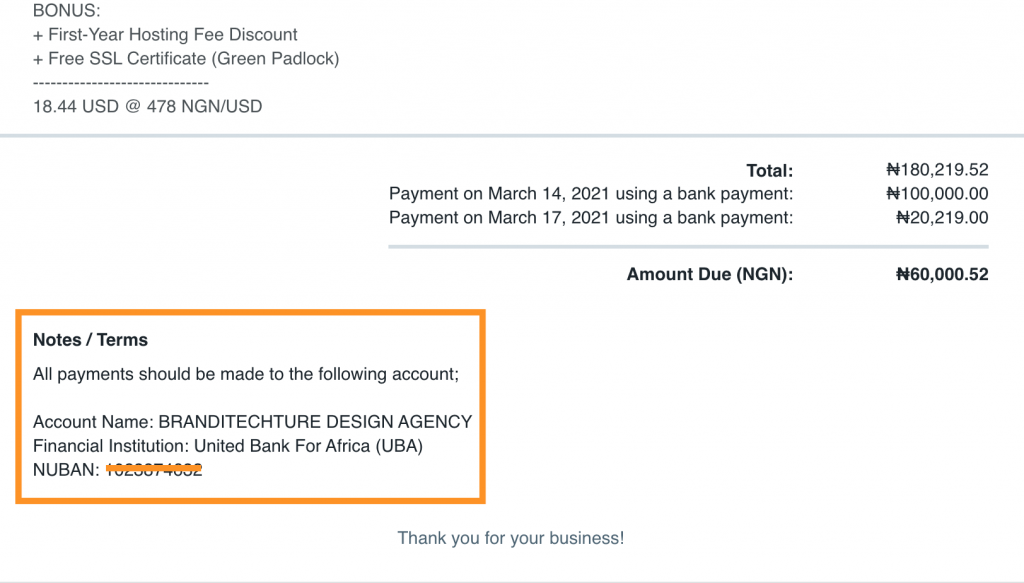 BONUS:
+ First-Year Hosting Fee Discount
+ Free SSL Certificate (Green Padlock)
------------------------------
18.44 USD @ 478 NGN/USD
Total: ₦180,219.52
Payment on March 14, 2021 using a bank payment: ₦100,000.00
Payment on March 17, 2021 using a bank payment: ₦20,219.00
Amount Due (NGN): ₦60,000.52
Notes / Terms
All payments should be made to the following account;
Account Name: BRANDITECHTURE DESIGN AGENCY
Financial Institution: United Bank For Africa (UBA)
NUBAN:
Thank you for your business!